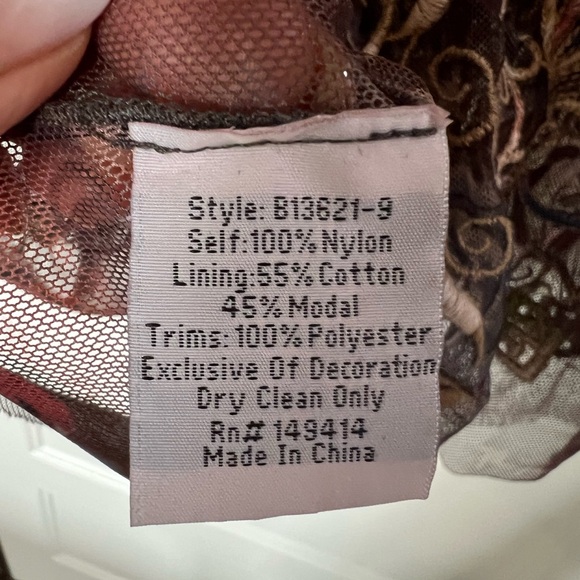 Style: B13621-9
Self:100% Nylon
Lining:55% Cotton
45% Modal
Trims: 100% Polyester
Exclusive Of Decoration
Dry Clean Only
Rn# 149414
Made In China